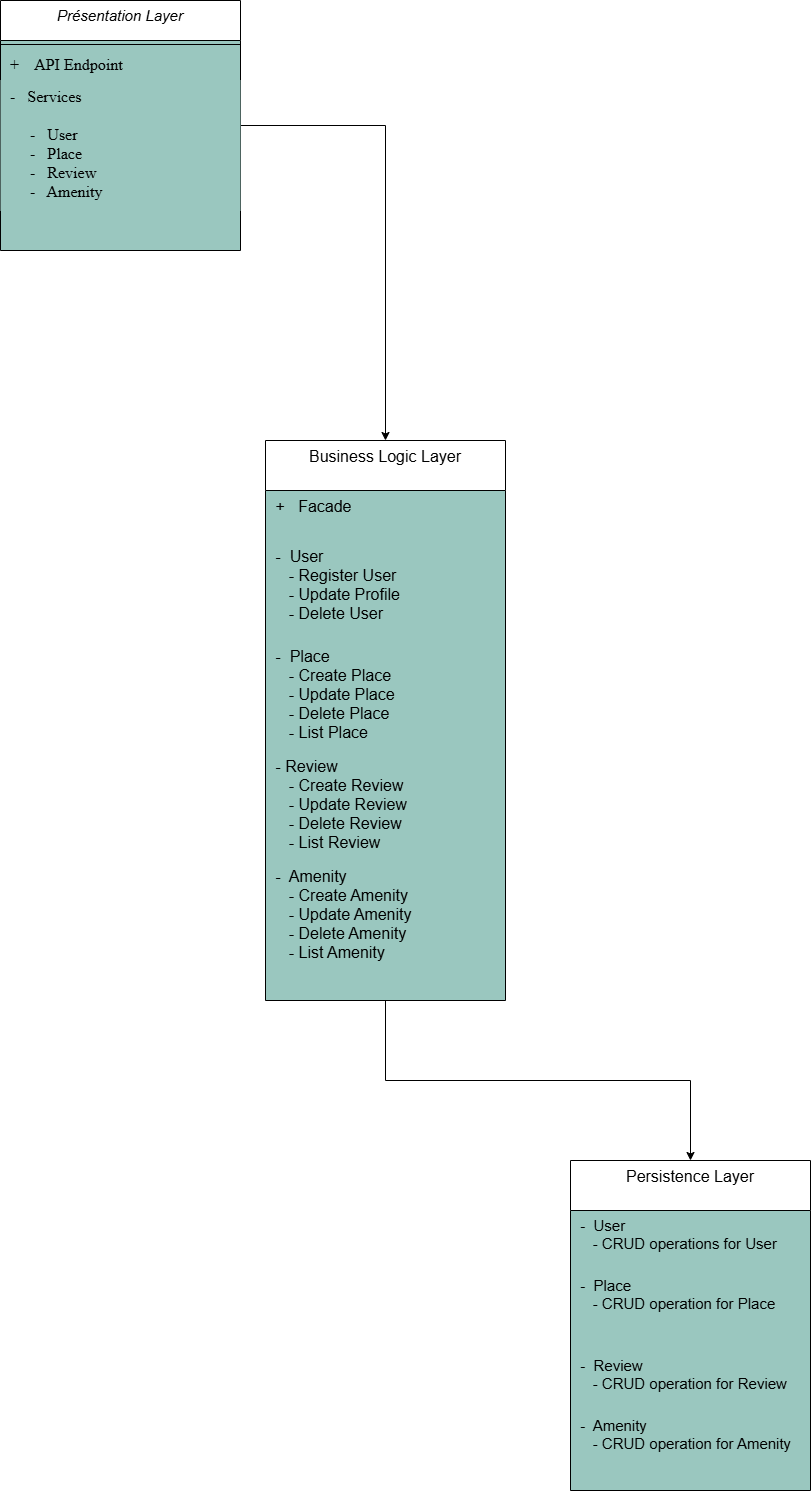 Présentation Layer
+ API Endpoint
- Services
- User
- Place
- Review
- Amenity
Business Logic Layer
+ Facade
- User
- Register User
- Update Profile
- Delete User
- Place
- Create Place
- Update Place
- Delete Place
- List Place
- Review
- Create Review
- Update Review
- Delete Review
- List Review
- Amenity
- Create Amenity
- Update Amenity
- Delete Amenity
- List Amenity
Persistence Layer
- User
- CRUD operations for User
- Place
- CRUD operation for Place
- Review
- CRUD operation for Review
- Amenity
- CRUD operation for Amenity